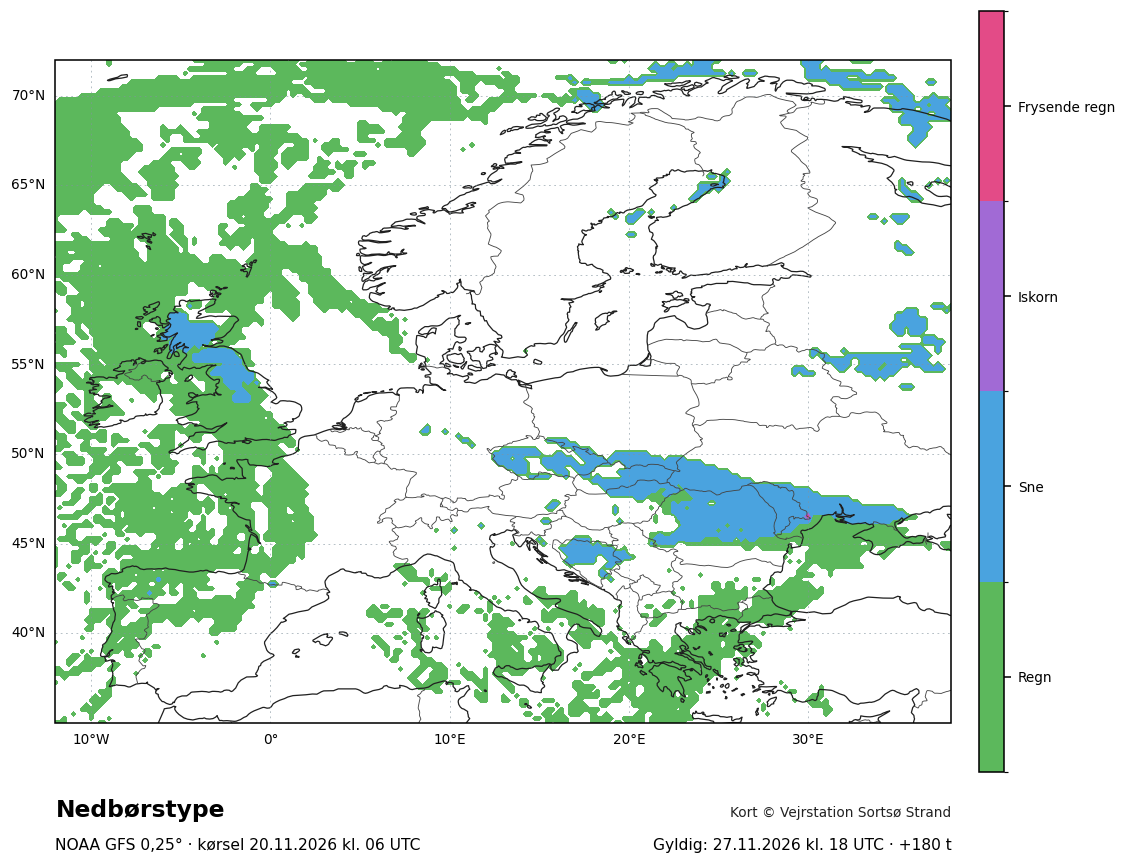 Frysende regn
Iskorn
Sne
Regn
70°N
65°N
60°N
55°N
50°N
45°N
40°N
10°W
0°
10°E
20°E
30°E
Nedbørstype
Kort © Vejrstation Sortsø Strand
NOAA GFS 0,25° · kørsel 20.11.2026 kl. 06 UTC
Gyldig: 27.11.2026 kl. 18 UTC · +180 t